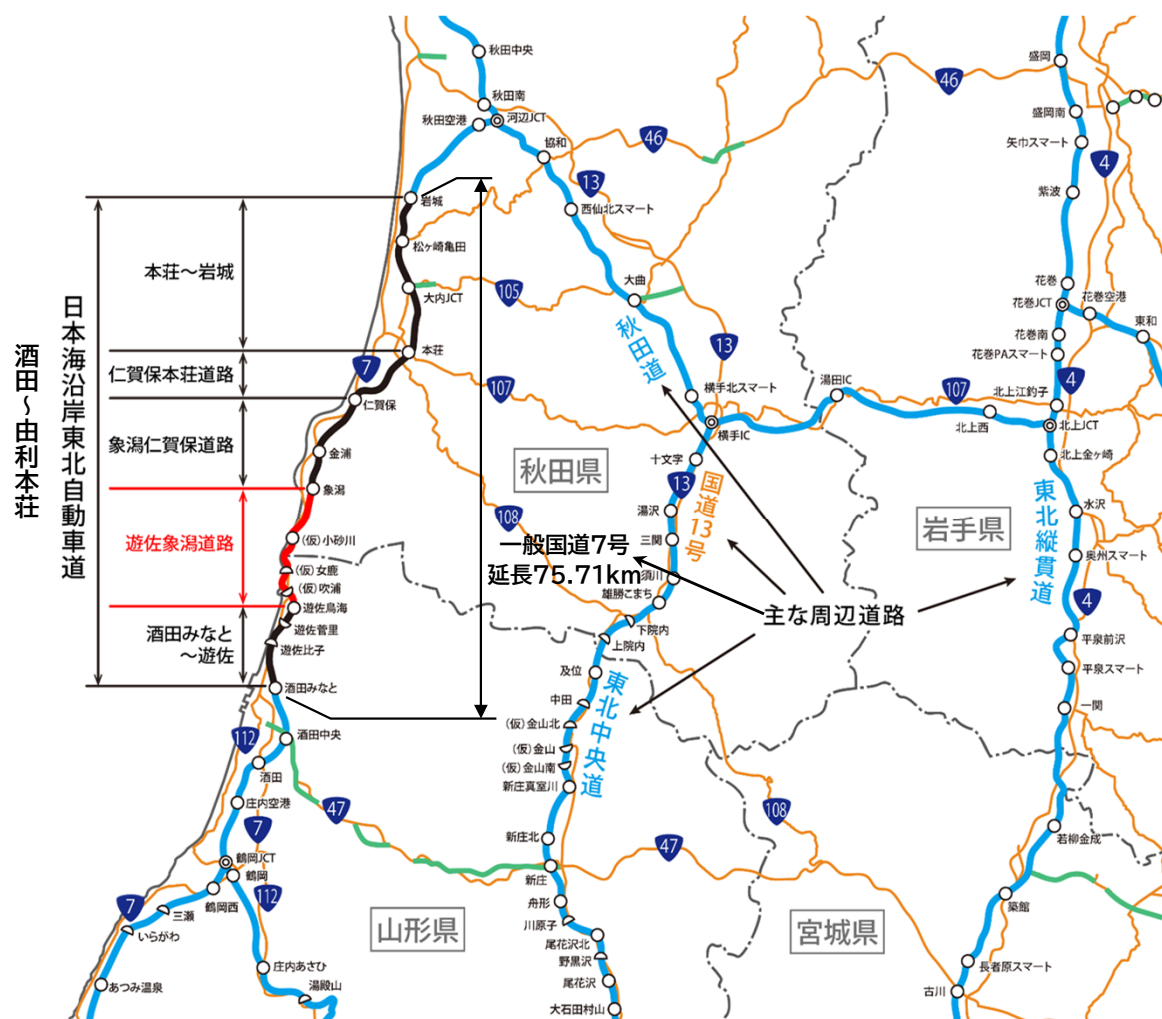 秋田中央
秋田南
秋田空港
河辺JCT
協和
46
46
盛岡
盛岡南
矢巾スマート
4
紫波
13
西仙北スマート
岩城
松ヶ崎亀田
大内JCT
105
大曲
秋田道
13
花巻
花巻JCT
花巻空港
東和
花巻南
花巻PAスマート
本荘～岩城
日本海沿岸東北自動車道
酒田～由利本荘
本荘
7
仁賀保本荘道路
仁賀保
107
横手北スマート
湯田IC
107
4
北上江釣子
北上西
北上JCT
横手IC
北上金ヶ崎
象潟仁賀保道路
金浦
象潟
秋田県
十文字
13
国道13号
湯沢
三関
須川
雄勝こまち
下院内
上院内
岩手県
東北縦貫道
水沢
奥州スマート
4
平泉前沢
平泉スマート
一関
遊佐象潟道路
(仮)小砂川
(仮)女鹿
(仮)吹浦
遊佐鳥海
108
一般国道7号
延長75.71km
主な周辺道路
酒田みなと
～遊佐
遊佐菅里
遊佐比子
酒田みなと
及位
中田
(仮)金山北
(仮)金山
(仮)金山南
新庄真室川
東北中央道
112
酒田中央
酒田
庄内空港
47
7
鶴岡JCT
鶴岡
鶴岡西
112
7
三瀬
いらがわ
あつみ温泉
庄内あさひ
湯殿山
山形県
新庄北
新庄
47
108
舟形
川原子
尾花沢北
野黒沢
尾花沢
大石田村山
宮城県
若柳金成
築館
長者原スマート
古川